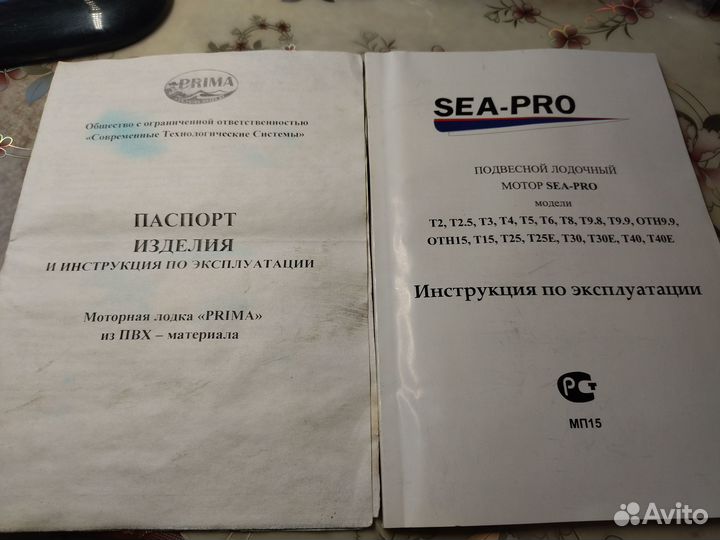 PRIMA
Общество с ограниченной ответственностью
«Современные Технологические Системы»
ПАСПОРТ
ИЗДЕЛИЯ
И ИНСТРУКЦИЯ ПО ЭКСПЛУАТАЦИИ
Моторная лодка «PRIMA»
из ПВХ – материала
SEA-PRO
ПОДВЕСНОЙ ЛОДОЧНЫЙ
МОТОР SEA-PRO
модели
T2, T2.5, T3, T4, T5, T6, T8, T9.8, T9.9, OTH9.9,
OTH15, T15, T25, T25E, T30, T30E, T40, T40E
Инструкция по эксплуатации
РСТ
МП15
Avito